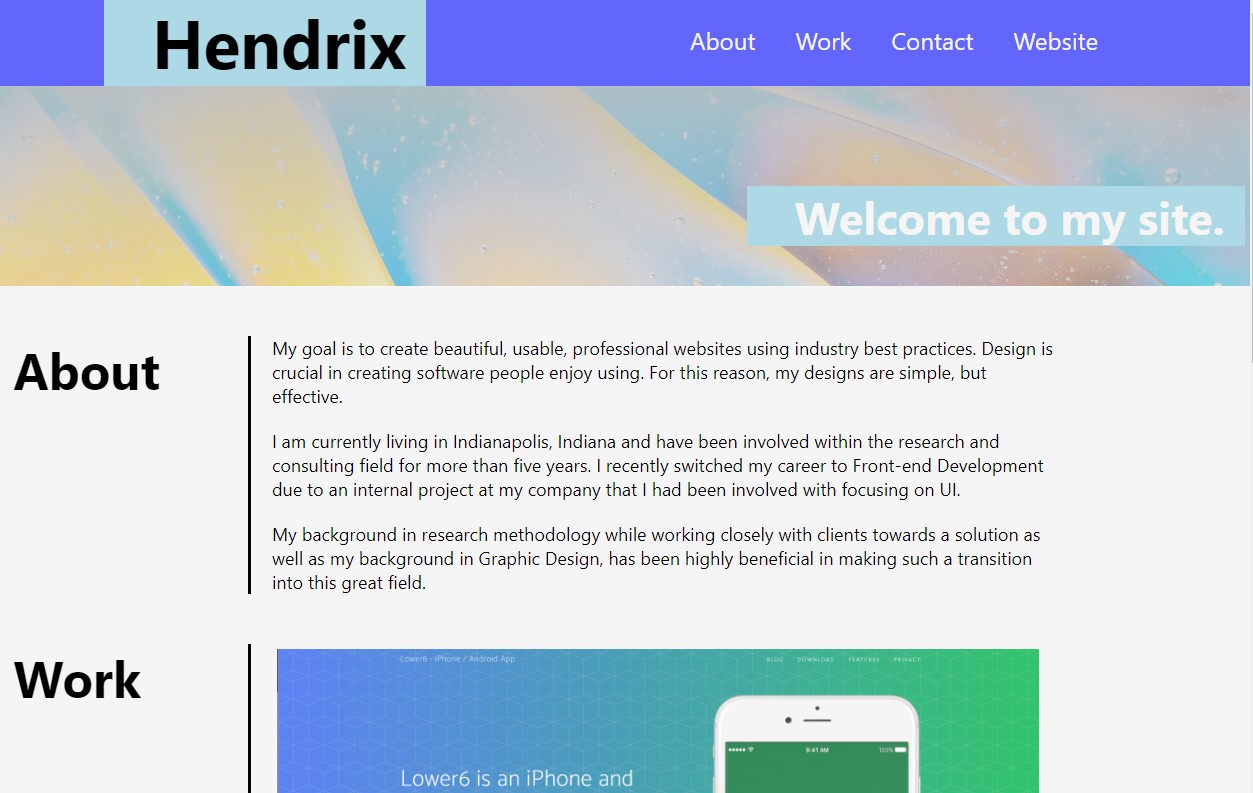 Hendrix
About Work Contact Website
Welcome to my site.
About
My goal is to create beautiful, usable, professional websites using industry best practices. Design is
crucial in creating software people enjoy using. For this reason, my designs are simple, but
effective.
I am currently living in Indianapolis, Indiana and have been involved within the research and
consulting field for more than five years. I recently switched my career to Front-end Development
due to an internal project at my company that I had been involved with focusing on UI.
My background in research methodology while working closely with clients towards a solution as
well as my background in Graphic Design, has been highly beneficial in making such a transition
into this great field.
Work
Lower6 - iPhone / Android App
BLOG DOWNLOAD FEATURES PRIVACY
9:41 AM 100%
Lower6 is an iPhone and